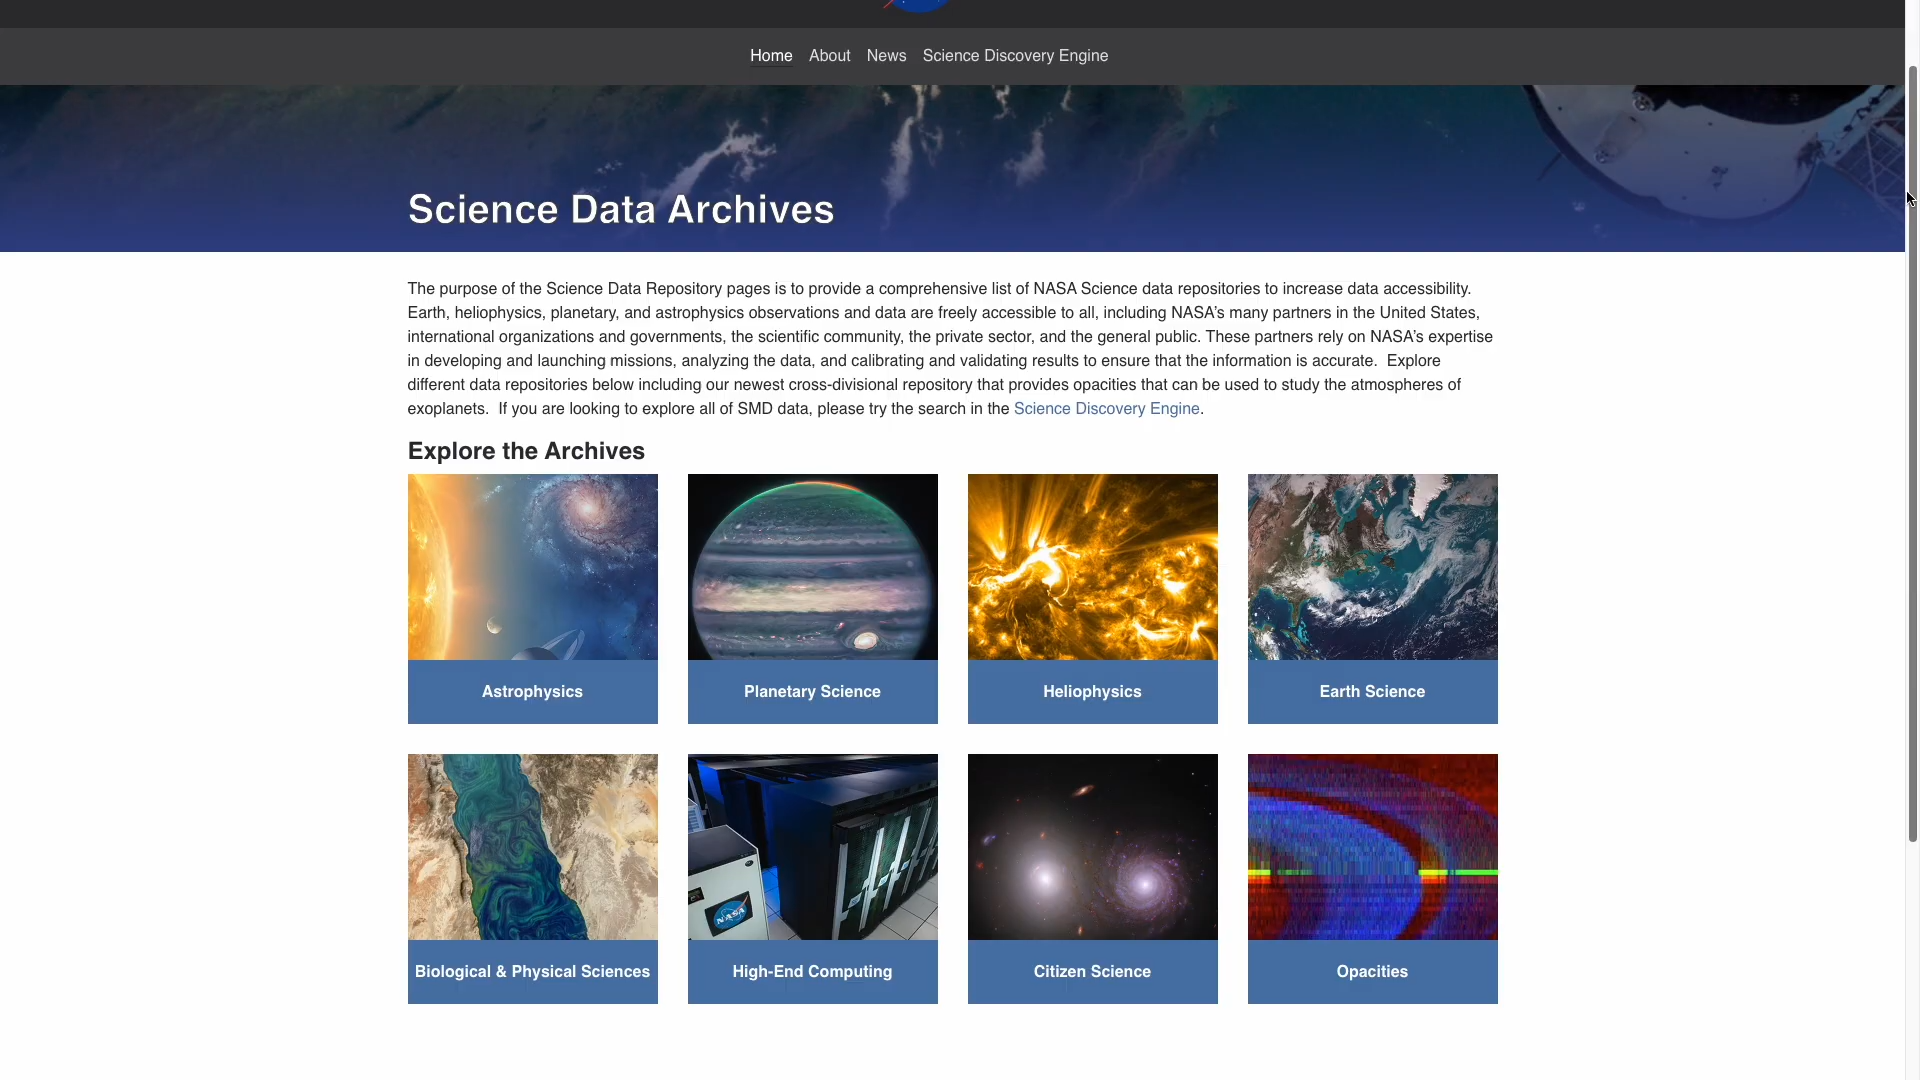 Home About News Science Discovery Engine
Science Data Archives
The purpose of the Science Data Repository pages is to provide a comprehensive list of NASA Science data repositories to increase data accessibility.
Earth, heliophysics, planetary, and astrophysics observations and data are freely accessible to all, including NASA’s many partners in the United States,
international organizations and governments, the scientific community, the private sector, and the general public. These partners rely on NASA’s expertise
in developing and launching missions, analyzing the data, and calibrating and validating results to ensure that the information is accurate.  Explore
different data repositories below including our newest cross-divisional repository that provides opacities that can be used to study the atmospheres of
exoplanets.  If you are looking to explore all of SMD data, please try the search in the Science Discovery Engine.
Explore the Archives
Astrophysics
Planetary Science
Heliophysics
Earth Science
NASA
Biological & Physical Sciences
High-End Computing
Citizen Science
Opacities